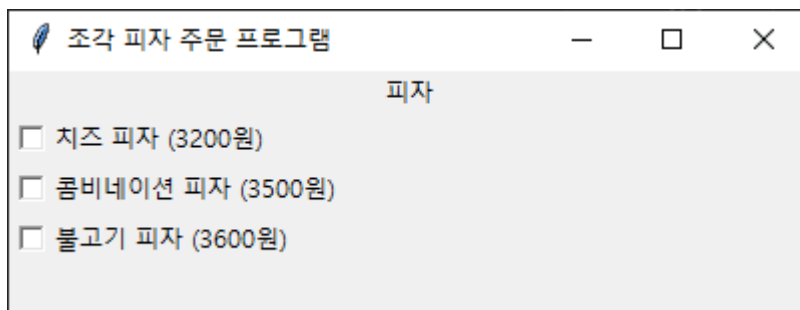 조각 피자 주문 프로그램
피자
치즈 피자 (3200원)
콤비네이션 피자 (3500원)
불고기 피자 (3600원)